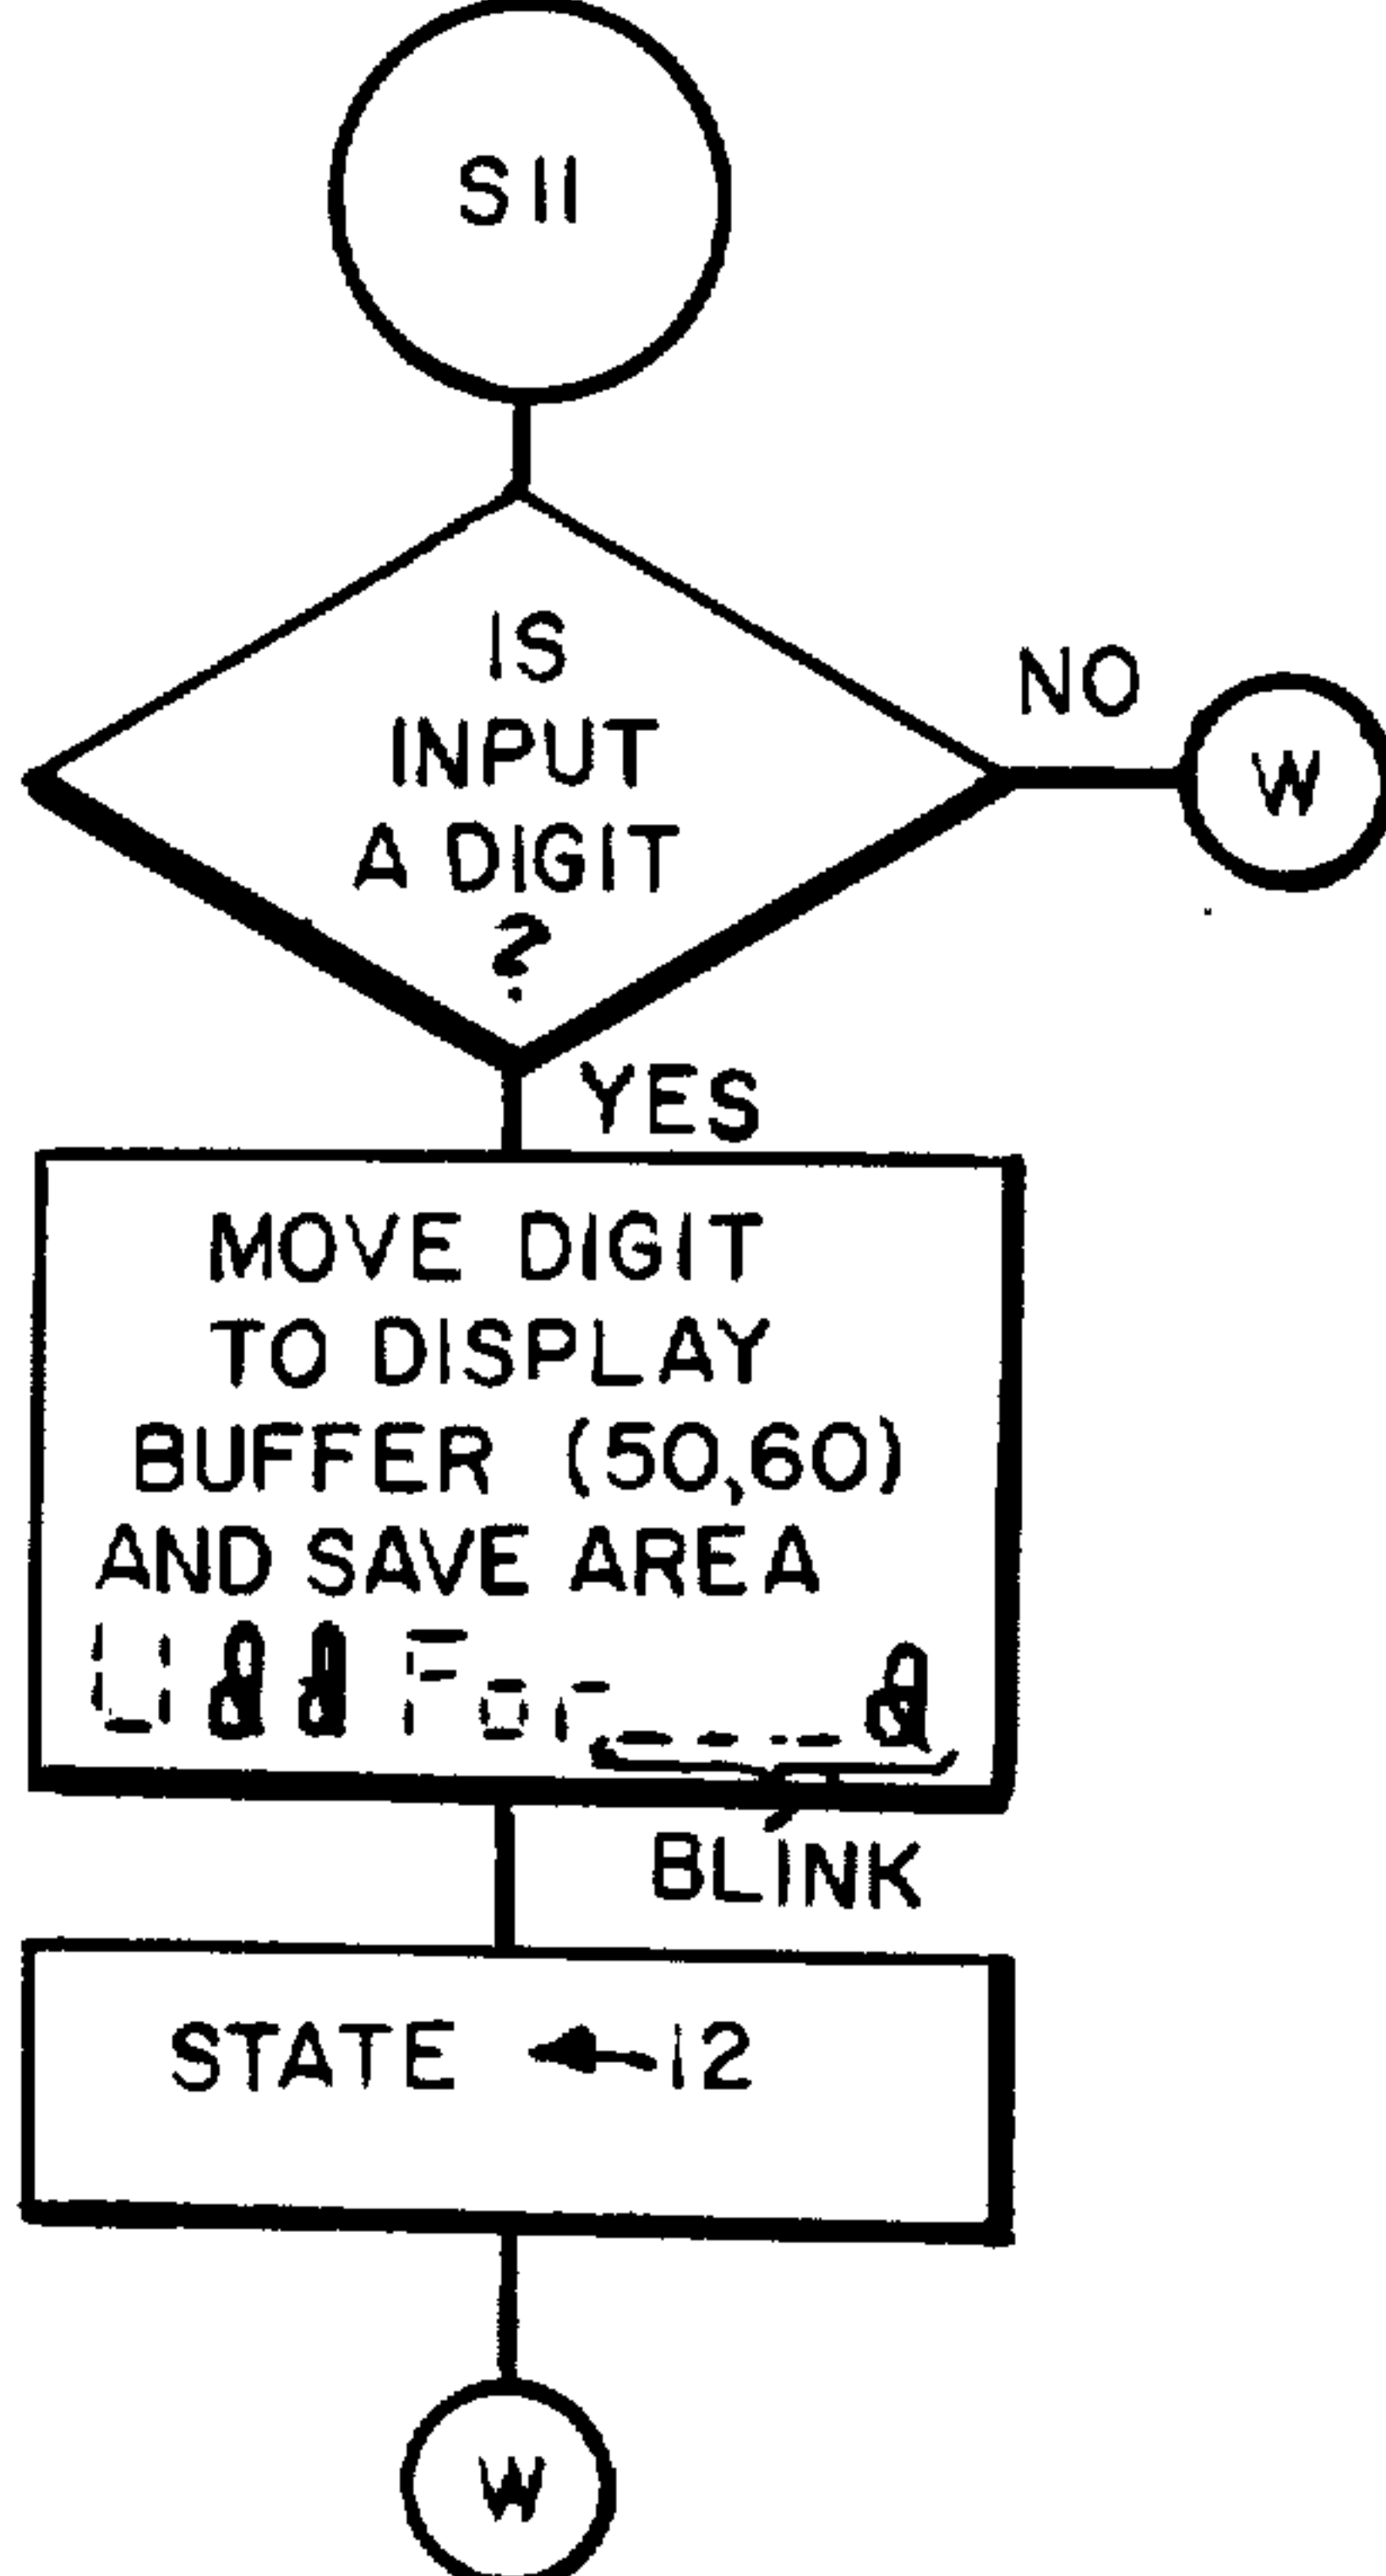 S11
IS
INPUT
A DIGIT
?
NO
W
YES
MOVE DIGIT
TO DISPLAY
BUFFER (50,60)
AND SAVE AREA
For
BLINK
STATE ← 12
W